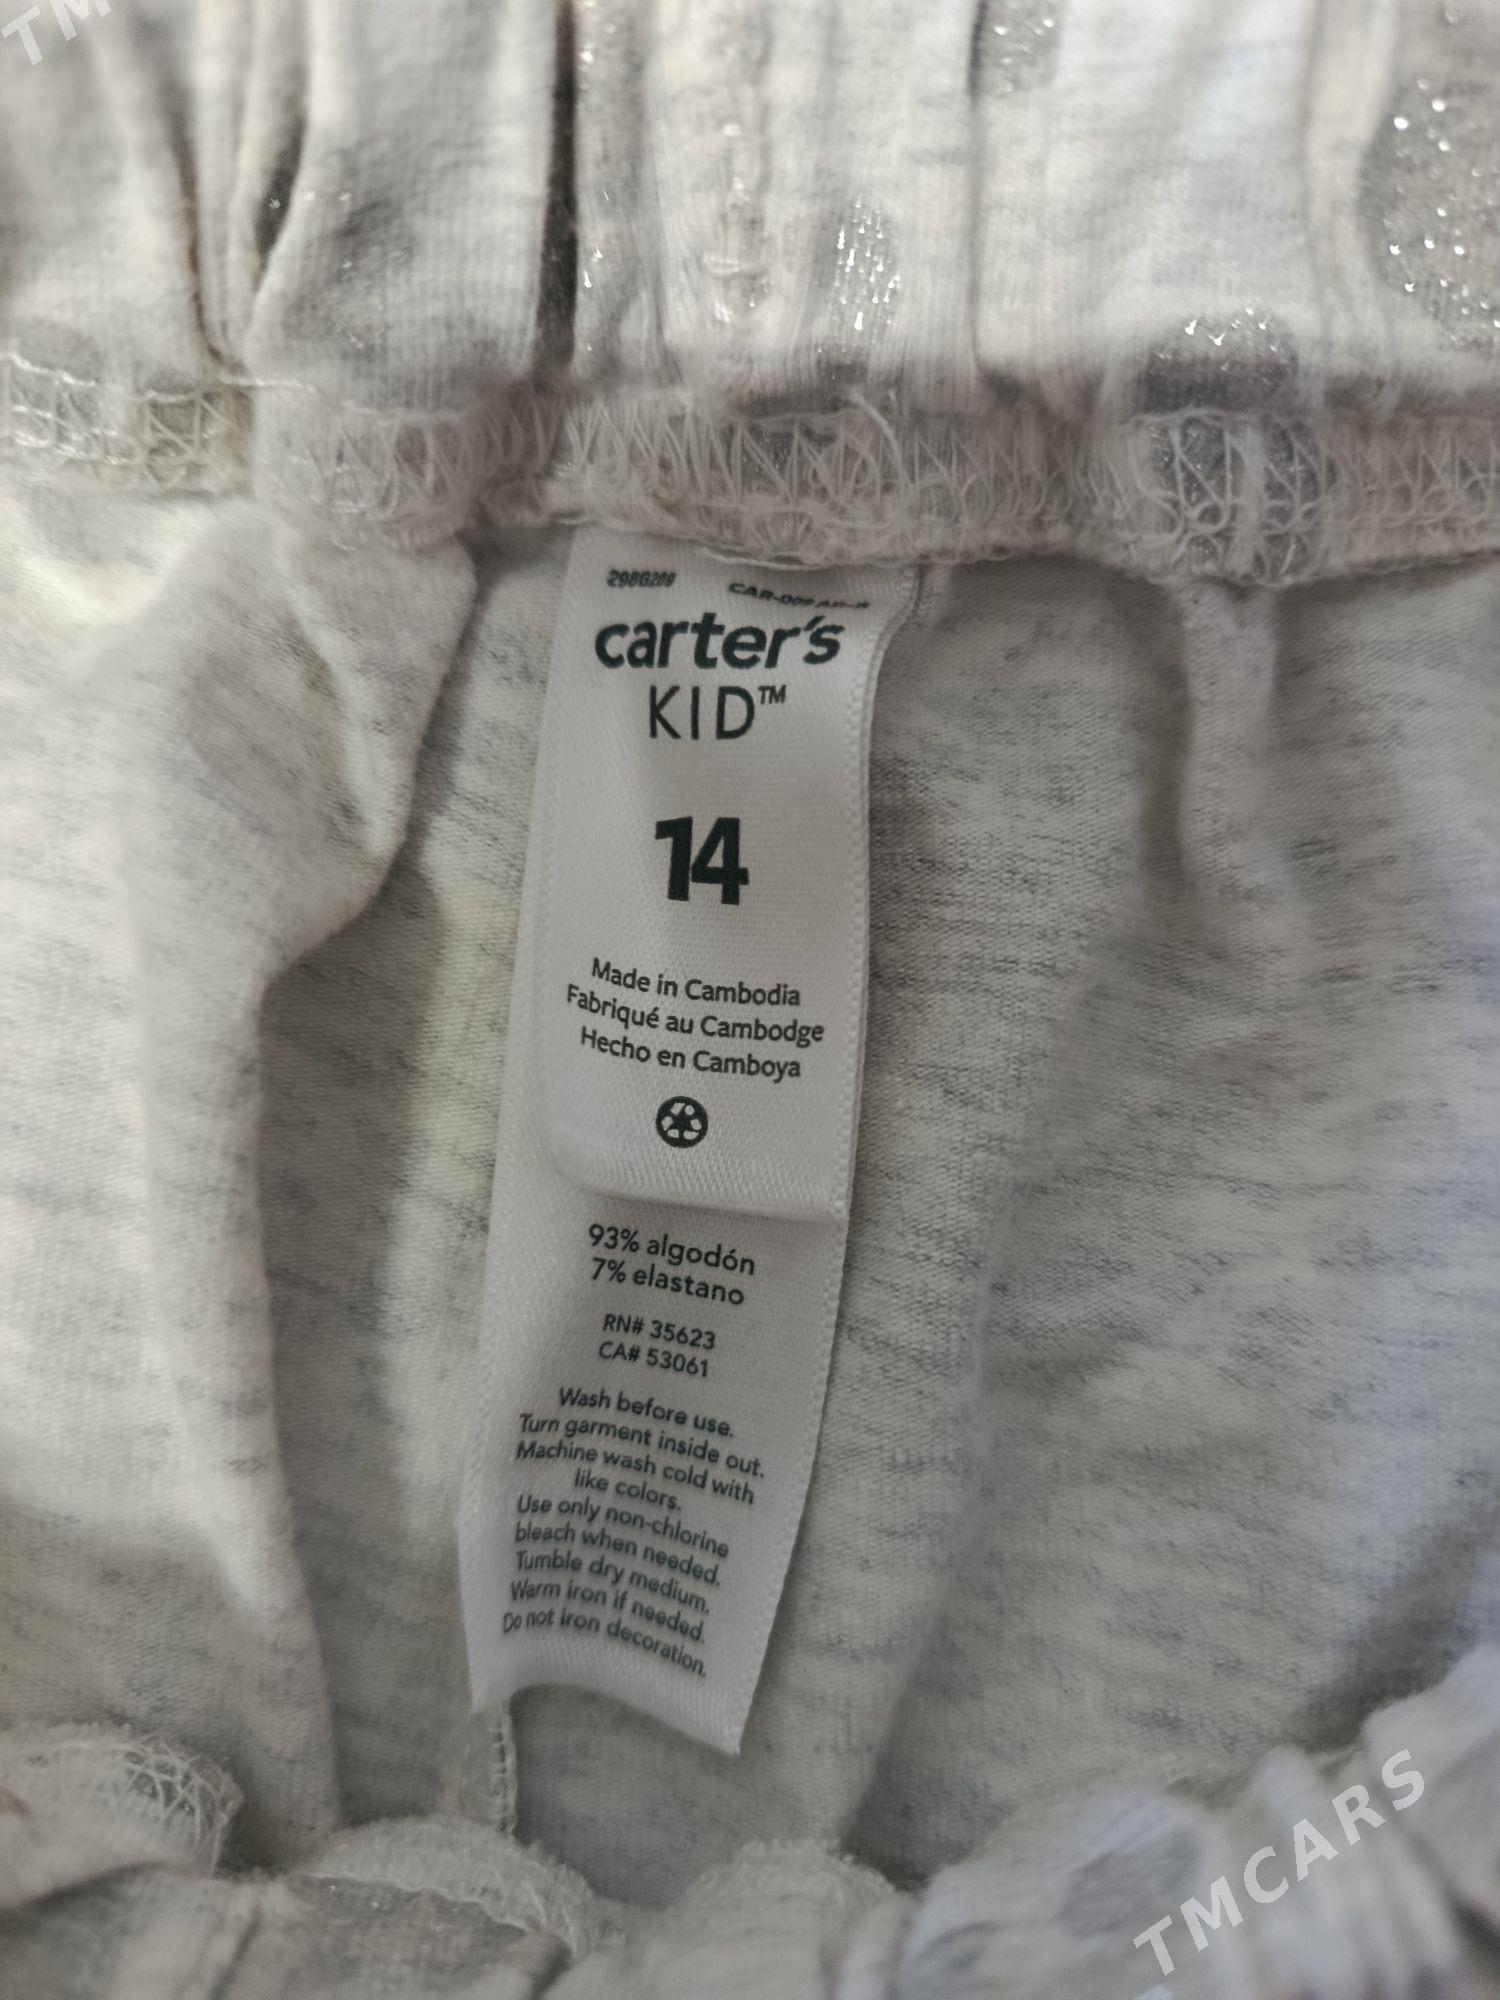 TM
298G209
carter's
KID™
14
Made in Cambodia
Fabriqué au Cambodge
Hecho en Camboya
93% algodón
7% elastano
RN# 35623
CA# 53061
Wash before use.
Turn garment inside out.
Machine wash cold with
like colors.
Use only non-chlorine
bleach when needed.
Tumble dry medium.
Warm iron if needed.
Do not iron decoration.
TMCARS